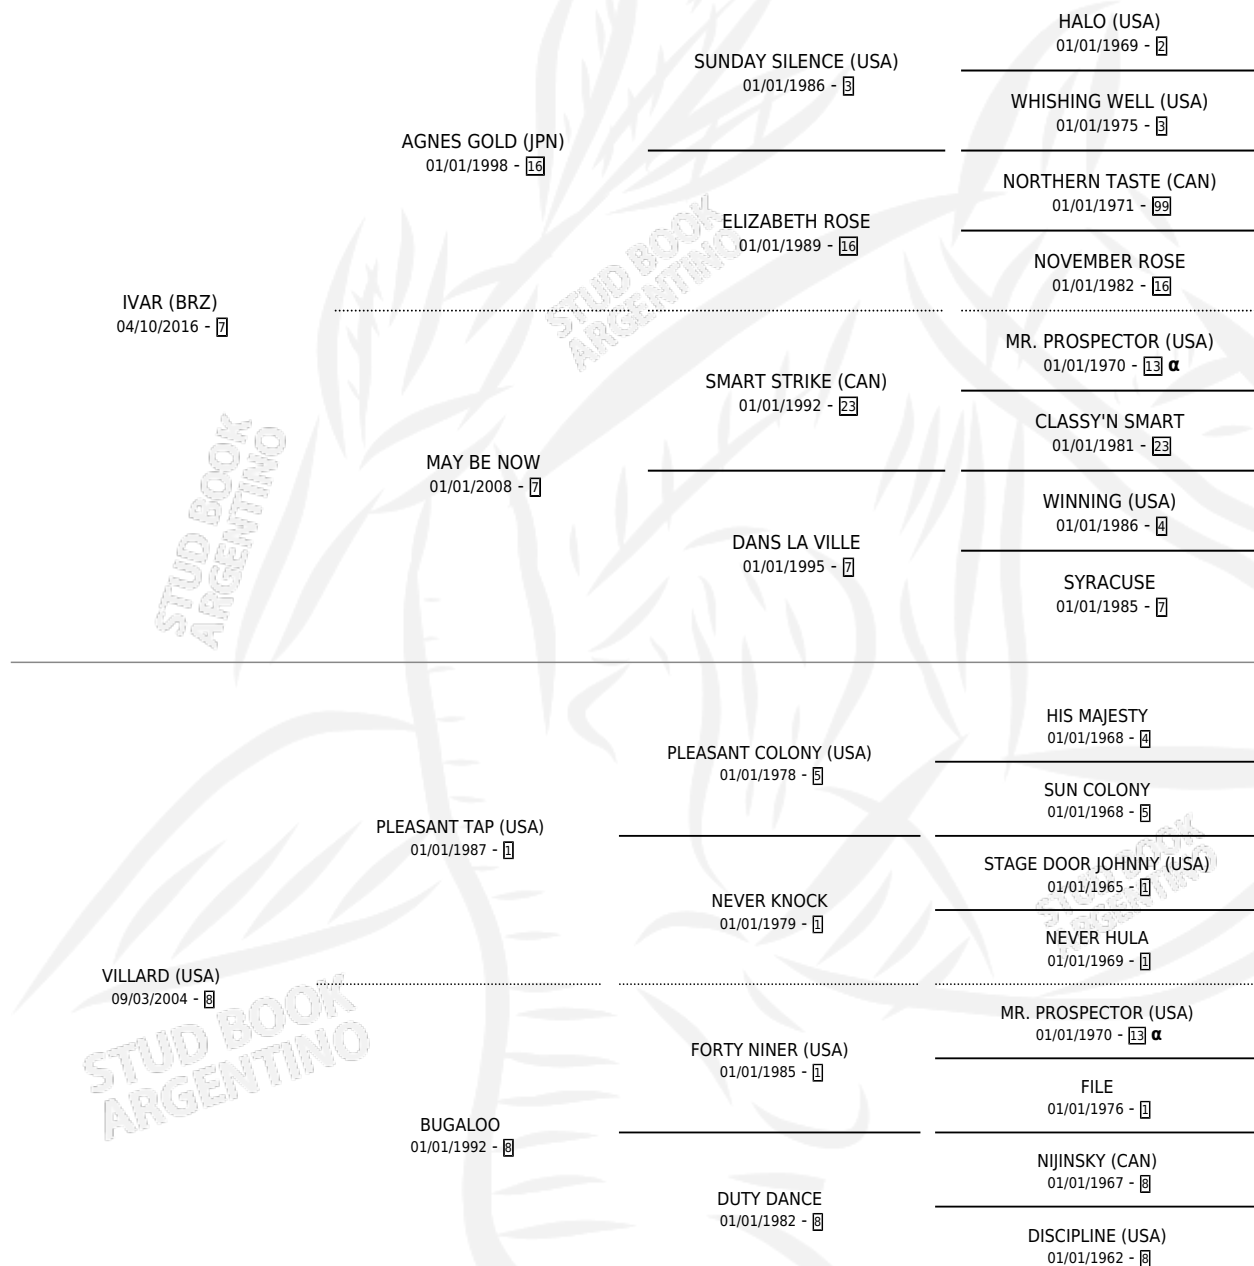 HALO (USA)
01/01/1969 - 2
SUNDAY SILENCE (USA)
01/01/1986 - 3
WHISHING WELL (USA)
01/01/1975 - 3
AGNES GOLD (JPN)
01/01/1998 - 16
NORTHERN TASTE (CAN)
01/01/1971 - 99
ELIZABETH ROSE
01/01/1989 - 16
NOVEMBER ROSE
01/01/1982 - 16
IVAR (BRZ)
04/10/2016 - 7
MR. PROSPECTOR (USA)
01/01/1970 - 13 α
SMART STRIKE (CAN)
01/01/1992 - 23
CLASSY'N SMART
01/01/1981 - 23
MAY BE NOW
01/01/2008 - 7
WINNING (USA)
01/01/1986 - 4
DANS LA VILLE
01/01/1995 - 7
SYRACUSE
01/01/1985 - 7
HIS MAJESTY
01/01/1968 - 4
PLEASANT COLONY (USA)
01/01/1978 - 5
SUN COLONY
01/01/1968 - 5
PLEASANT TAP (USA)
01/01/1987 - 1
STAGE DOOR JOHNNY (USA)
01/01/1965 - 1
NEVER KNOCK
01/01/1979 - 1
NEVER HULA
01/01/1969 - 1
VILLARD (USA)
09/03/2004 - 8
MR. PROSPECTOR (USA)
01/01/1970 - 13 α
FORTY NINER (USA)
01/01/1985 - 1
FILE
01/01/1976 - 1
BUGALOO
01/01/1992 - 8
NIJINSKY (CAN)
01/01/1967 - 8
DUTY DANCE
01/01/1982 - 8
DISCIPLINE (USA)
01/01/1962 - 8
STUD BOOK
ARGENTINO
STUD BOOK
ARGENTINO
STUD BOOK
ARGENTINO
STUD BOOK
ARGENTINO